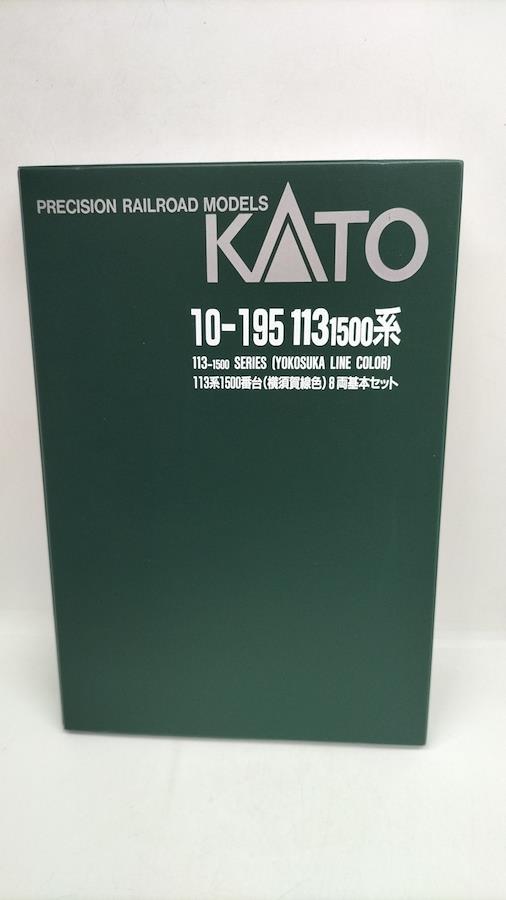 PRECISION RAILROAD MODELS
KATO
10-195 113 1500系
113-1500 SERIES (YOKOSUKA LINE COLOR)
113系1500番台(横須賀線色)8両基本セット